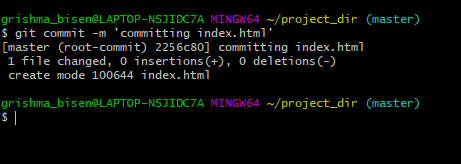 grishma_bisen@LAPTOP-NSJIDC7A MINGW64 ~/project_dir (master)
$ git commit -m 'committing index.html'
[master (root-commit) 2256c80] committing index.html
 1 file changed, 0 insertions(+), 0 deletions(-)
 create mode 100644 index.html

grishma_bisen@LAPTOP-NSJIDC7A MINGW64 ~/project_dir (master)
$